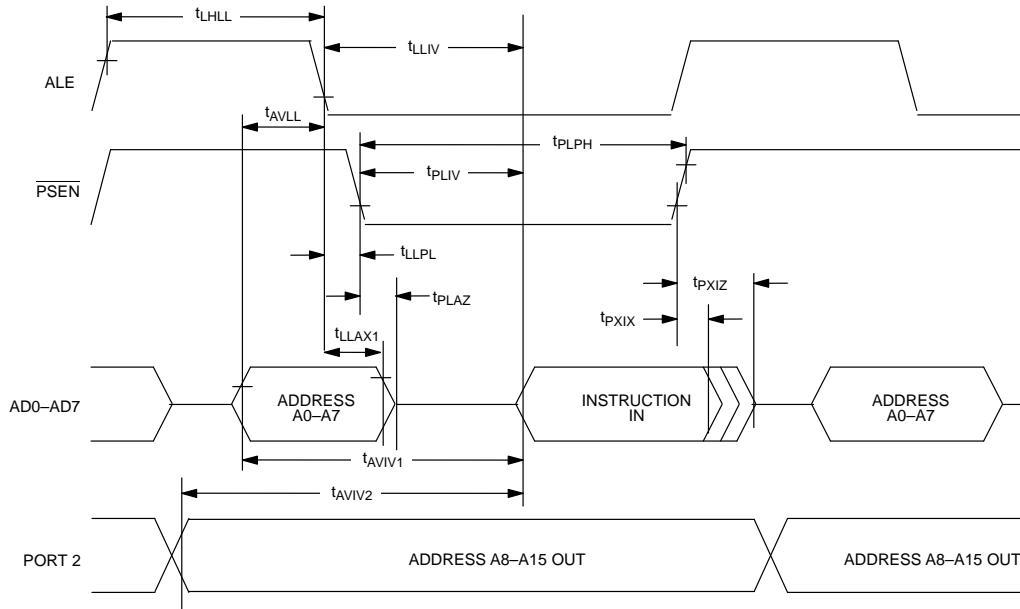 tLHLL
tLLIV
ALE
tAVLL
tPLPH
PSEN
tPLIV
tLLPL
tPLAZ
tPXIZ
tPXIX
tLLAX1
AD0–AD7
ADDRESS
A0–A7
INSTRUCTION
IN
ADDRESS
A0–A7
tAVIV1
tAVIV2
PORT 2
ADDRESS A8–A15 OUT
ADDRESS A8–A15 OUT